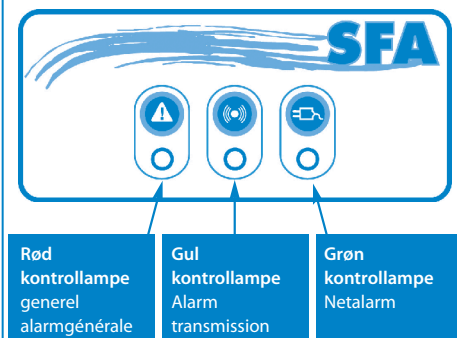 SFA
Rød
kontrollampe
generel
alarmgénérale
Gul
kontrollampe
Alarm
transmission
Grøn
kontrollampe
Netalarm